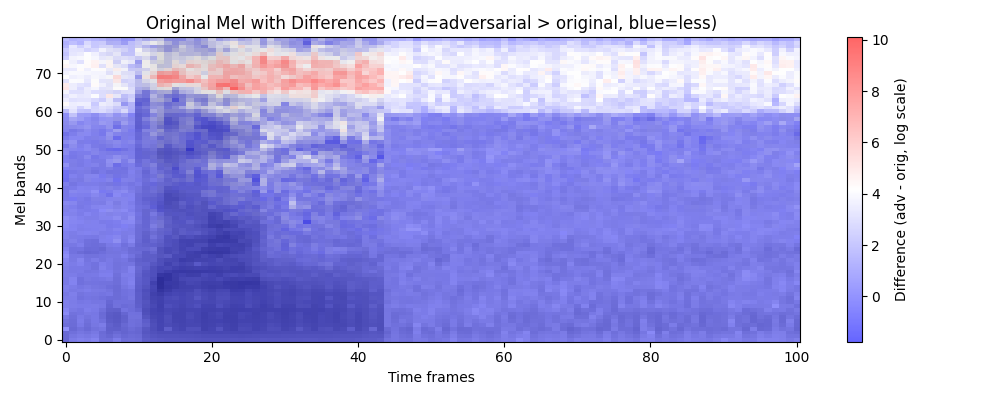 Original Mel with Differences (red=adversarial > original, blue=less)
Mel bands
70
60
50
40
30
20
10
0
0 20 40 60 80 100
Time frames
10
8
6
4
2
0
Difference (adv - orig, log scale)